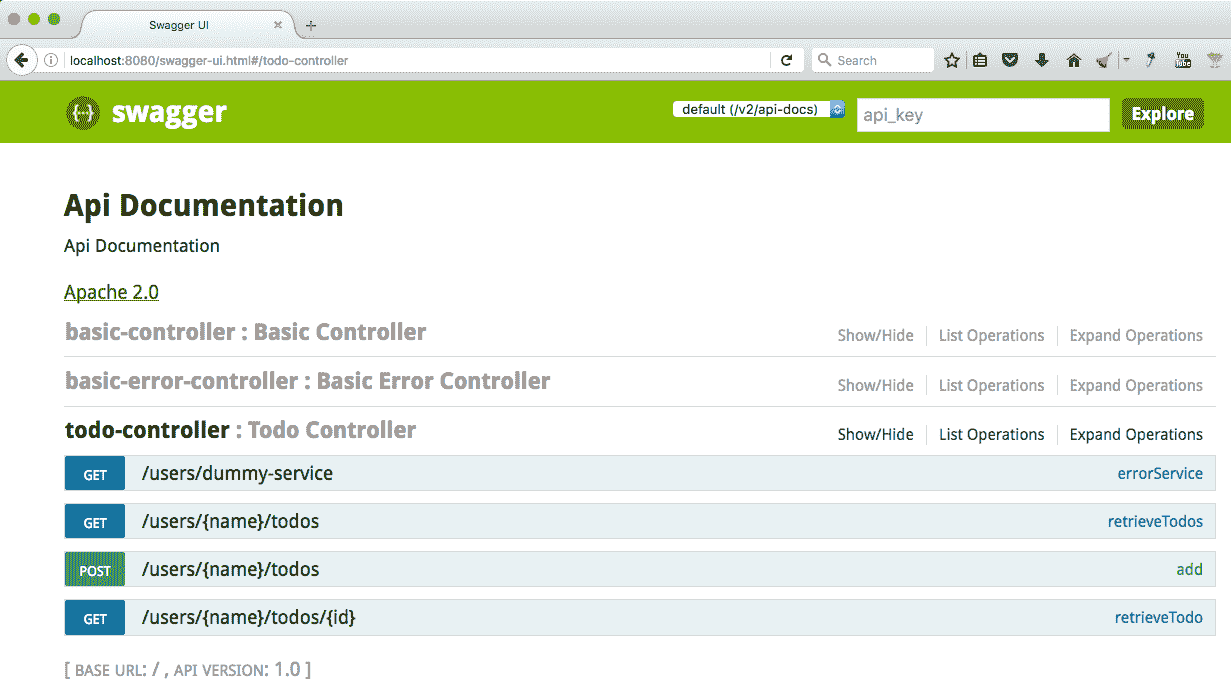 Swagger UI
localhost:8080/swagger-ui.html#/todo-controller
Search
You Tube
{···} swagger
default (/v2/api-docs)
api_key
Explore
Api Documentation
Api Documentation
Apache 2.0
basic-controller : Basic Controller Show/Hide List Operations Expand Operations
basic-error-controller : Basic Error Controller Show/Hide List Operations Expand Operations
todo-controller : Todo Controller Show/Hide List Operations Expand Operations
GET /users/dummy-service errorService
GET /users/{name}/todos retrieveTodos
POST /users/{name}/todos add
GET /users/{name}/todos/{id} retrieveTodo
[ BASE URL: / , API VERSION: 1.0 ]